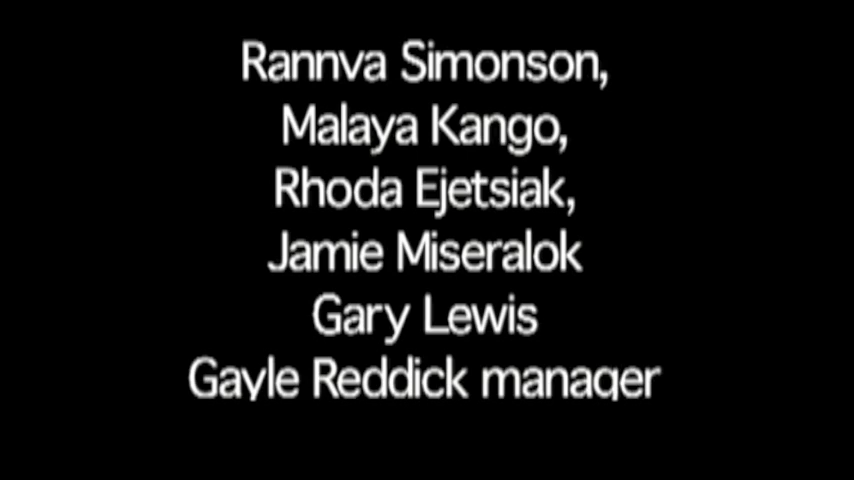 Rannva Simonson,
Malaya Kango,
Rhoda Ejetsiak,
Jamie Miseralok
Gary Lewis
Gayle Reddick manager